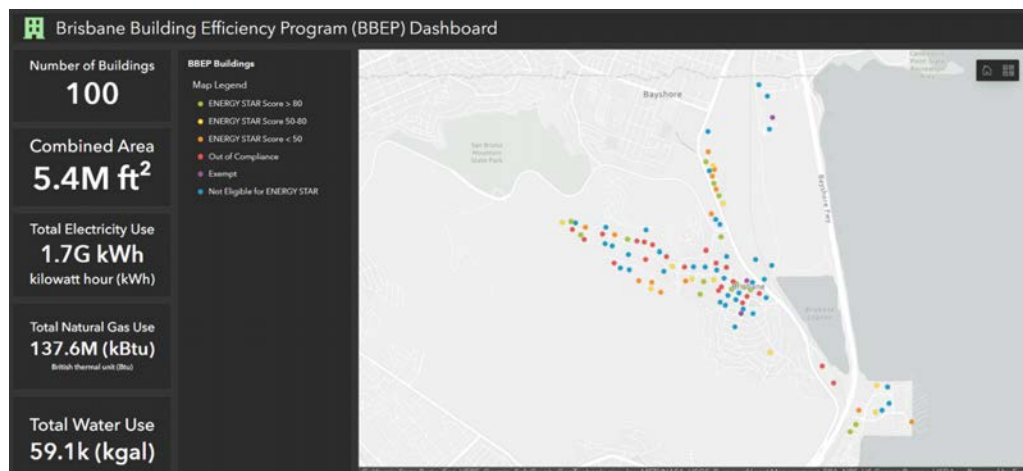 Brisbane Building Efficiency Program (BBEP) Dashboard
Number of Buildings
100
Combined Area
5.4M ft²
Total Electricity Use
1.7G kWh
kilowatt hour (kWh)
Total Natural Gas Use
137.6M (kBtu)
British thermal unit (Btu)
Total Water Use
59.1k (kgal)
BBEP Buildings
Map Legend
ENERGY STAR Score > 80
ENERGY STAR Score 50-80
ENERGY STAR Score < 50
Out of Compliance
Exempt
Not Eligible for ENERGY STAR
Bayshore
San Bruno
Mountain
State Park
Bayshore Fwy
Brisbane
Brisbane
Lagoon